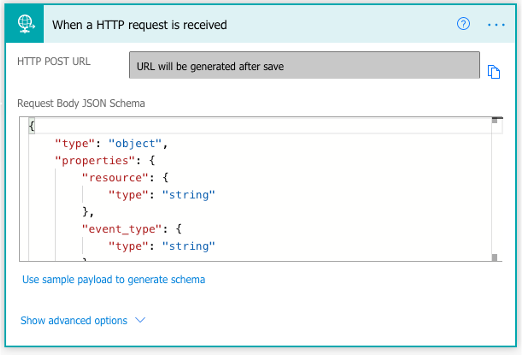 When a HTTP request is received
HTTP POST URL
URL will be generated after save
Request Body JSON Schema
{
"type": "object",
"properties": {
"resource": {
"type": "string"
},
"event_type": {
"type": "string"
Use sample payload to generate schema
Show advanced options